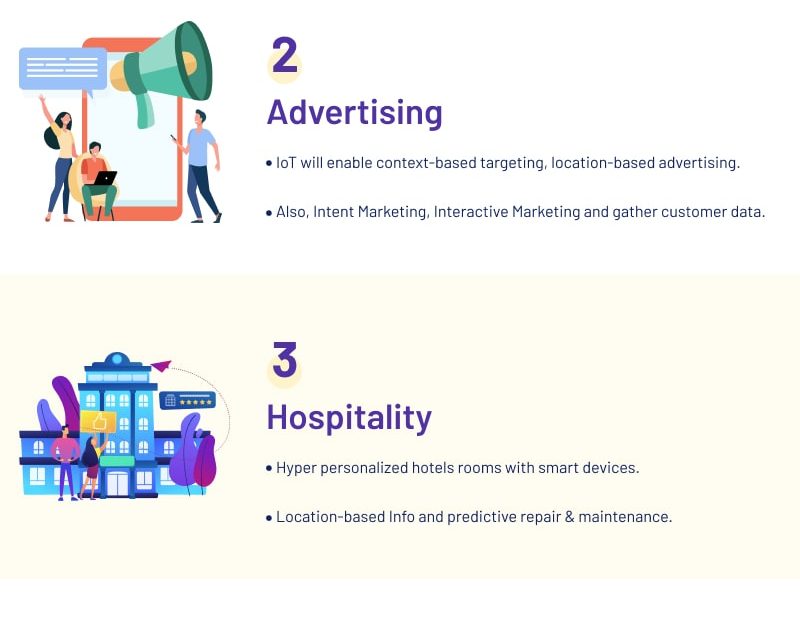 2
Advertising
• IoT will enable context-based targeting, location-based advertising.
• Also, Intent Marketing, Interactive Marketing and gather customer data.
3
Hospitality
• Hyper personalized hotels rooms with smart devices.
• Location-based Info and predictive repair & maintenance.